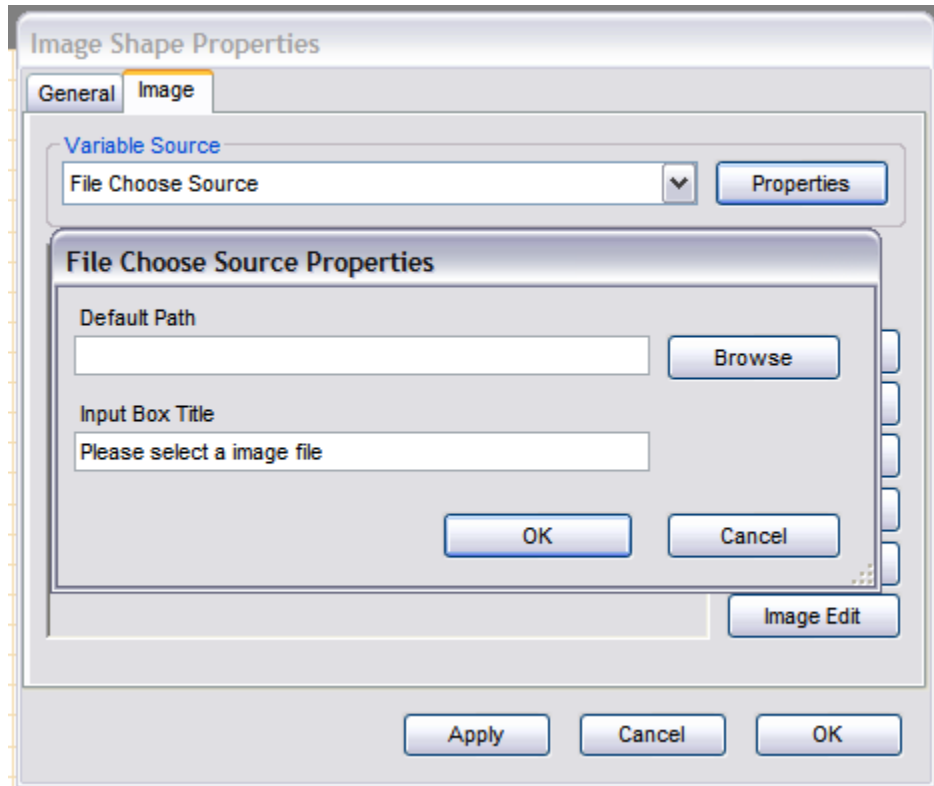 Image Shape Properties
General Image
Variable Source
File Choose Source Properties
File Choose Source Properties
Default Path
Browse
Input Box Title
Please select a image file
OK Cancel
Image Edit
Apply Cancel OK